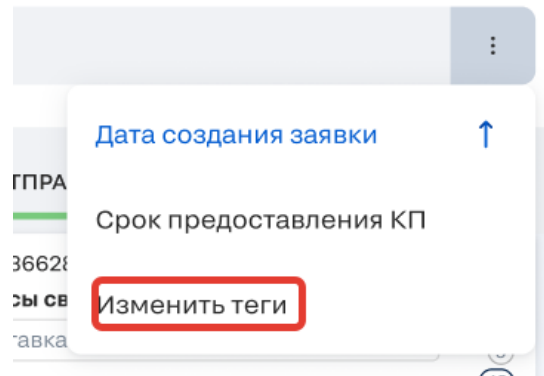 Дата создания заявки
Срок предоставления КП
Изменить теги